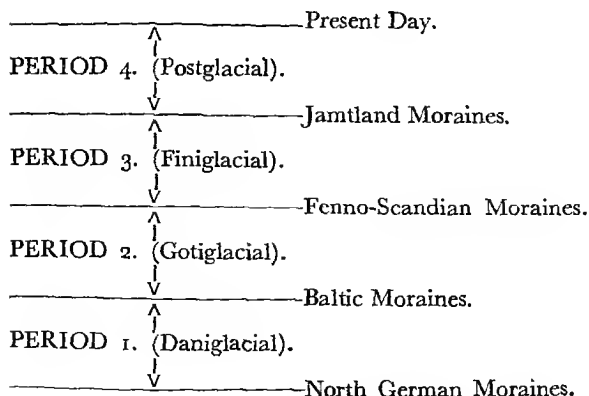 Present Day.
PERIOD 4. (Postglacial).
Jamtland Moraines.
PERIOD 3. (Finiglacial).
Fenno-Scandian Moraines.
PERIOD 2. (Gotiglacial).
Baltic Moraines.
PERIOD 1. (Daniglacial).
North German Moraines.